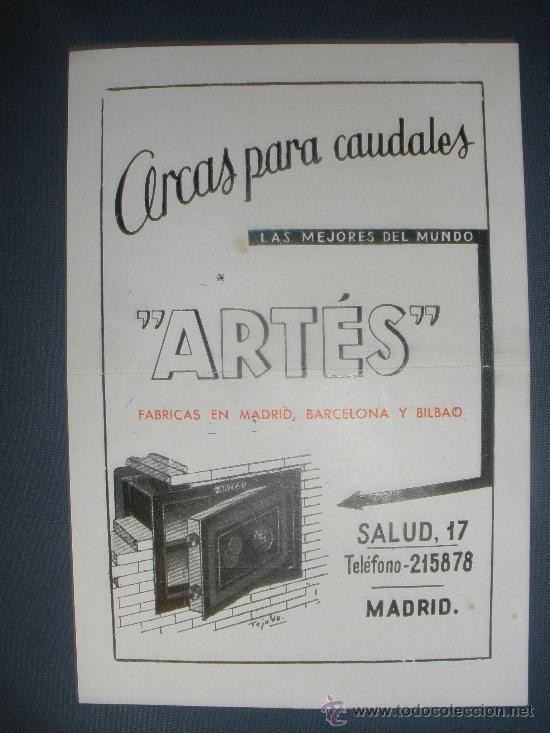 Arcas para caudales
LAS MEJORES DEL MUNDO
"ARTÉS"
FABRICAS EN MADRID, BARCELONA Y BILBAO
SALUD, 17
Teléfono-215878
MADRID.
www.todocoleccion.net